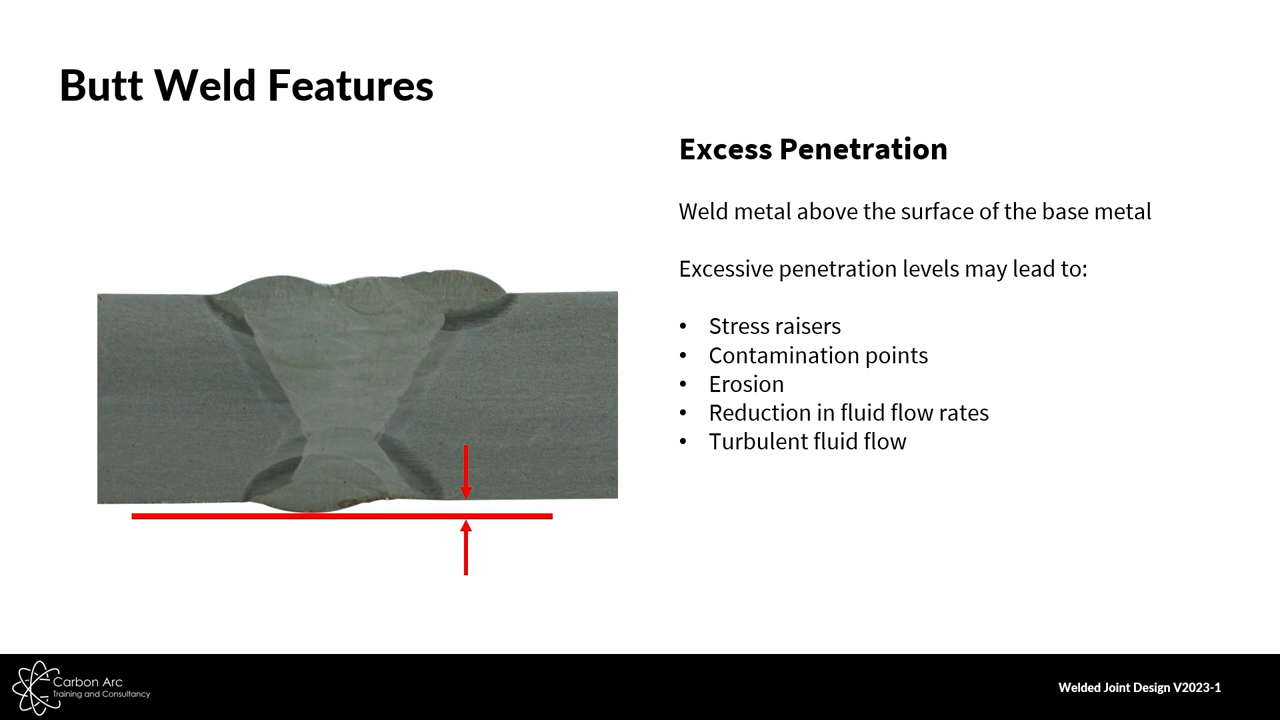 Butt Weld Features
Excess Penetration
Weld metal above the surface of the base metal
Excessive penetration levels may lead to:
• Stress raisers
• Contamination points
• Erosion
• Reduction in fluid flow rates
• Turbulent fluid flow
Carbon Arc
Training and Consultancy
Welded Joint Design V2023-1